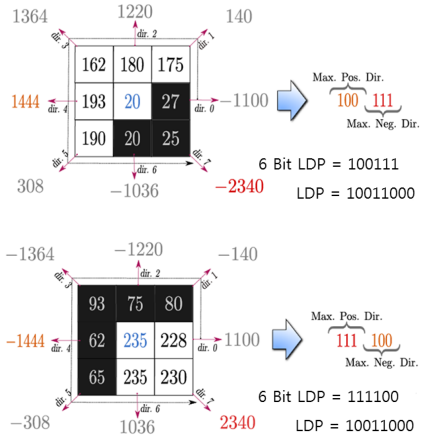 1364 1220 140
dir. 3 dir. 2 dir. 1
162 180 175
1444 dir. 4 193 20 27 dir. 0 -1100
190 20 25
dir. 5 dir. 6 dir. 7
308 -1036 -2340
Max. Pos. Dir.
100 111
Max. Neg. Dir.
6 Bit LDP = 100111
LDP = 10011000
-1364 -1220 -140
dir. 3 dir. 2 dir. 1
93 75 80
-1444 dir. 4 62 235 228 dir. 0 1100
65 235 230
dir. 5 dir. 6 dir. 7
-308 1036 2340
Max. Pos. Dir.
111 100
Max. Neg. Dir.
6 Bit LDP = 111100
LDP = 10011000